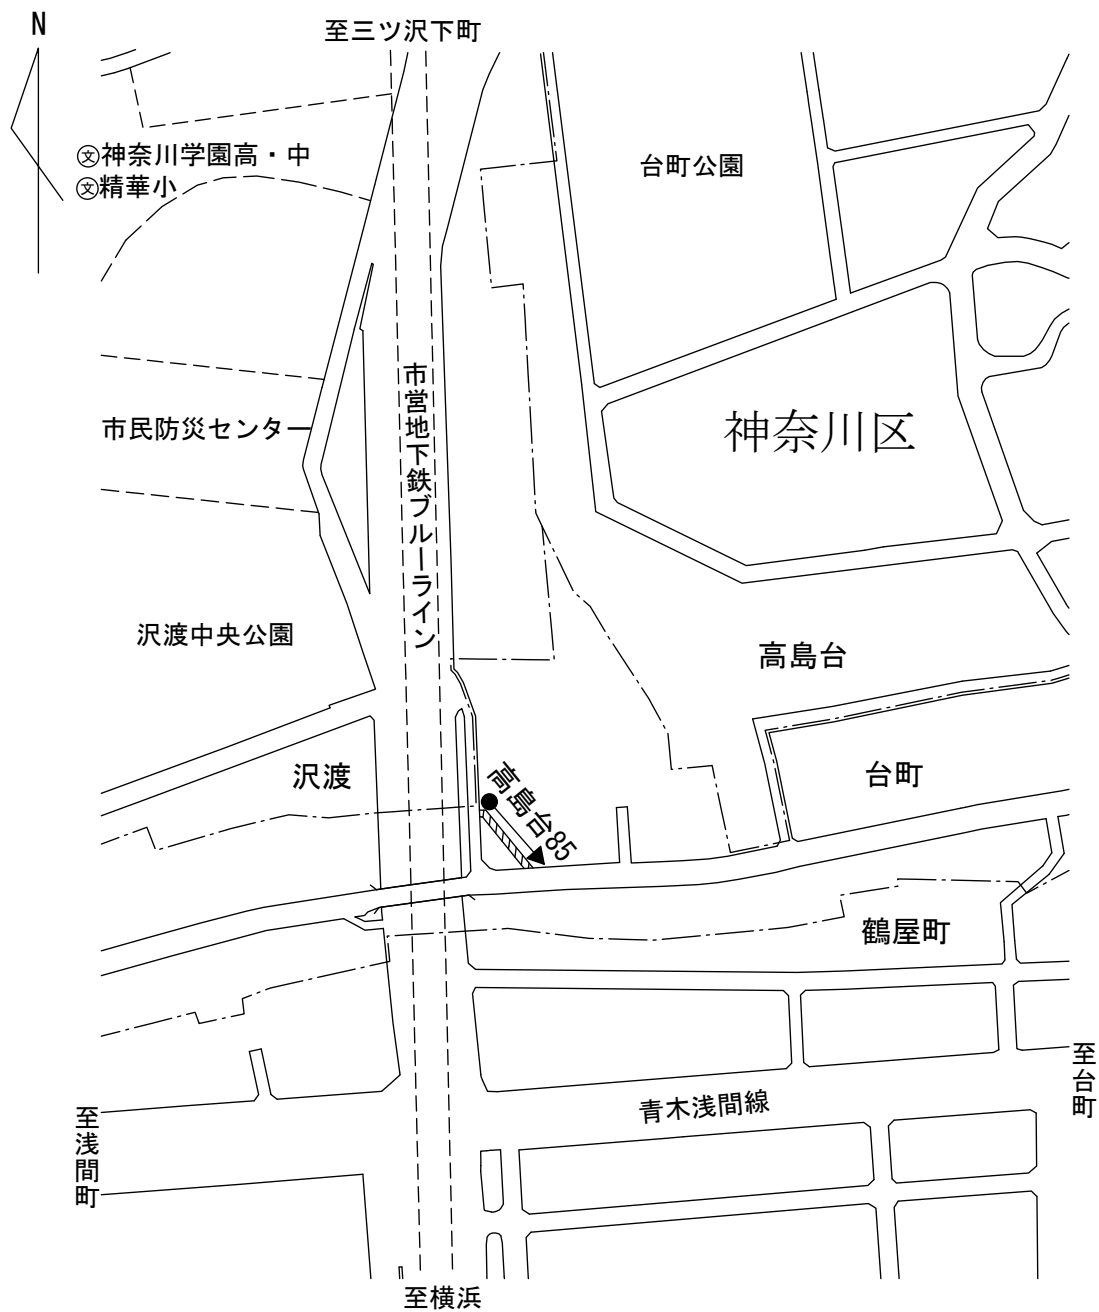 N
至三ツ沢下町
㊛神奈川学園高・中
㊛精華小
台町公園
市営地下鉄ブルーライン
市民防災センター
神奈川区
沢渡中央公園
高島台
沢渡
高島台85
台町
鶴屋町
至台町
青木浅間線
至浅間町
至横浜